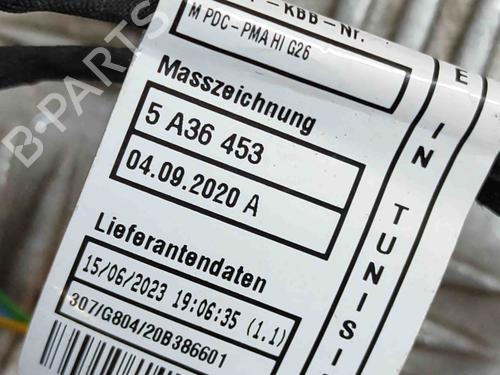 -KBB-Nr.
M PDC-PMA HI G26
Masszeichnung
5 A36 453
04.09.2020 A
Lieferantendaten
15/06/2023 19:06:35 (1.1)
307/G804/20B386601
E IN TUNISI
B-PARTS